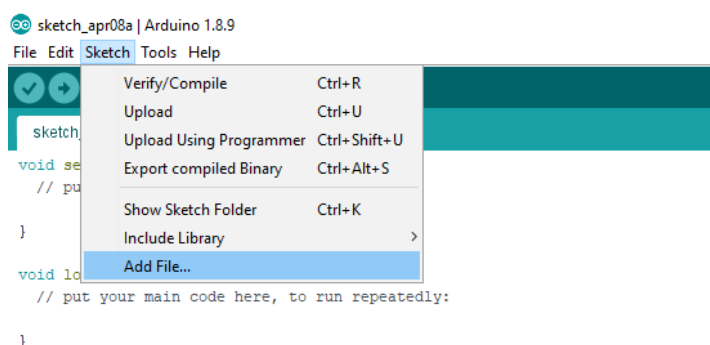 sketch_apr08a | Arduino 1.8.9
File Edit Sketch Tools Help
Verify/Compile Ctrl+R
Upload Ctrl+U
sketch_
Upload Using Programmer Ctrl+Shift+U
void se
Export compiled Binary Ctrl+Alt+S
// pu
Show Sketch Folder Ctrl+K
}
Include Library >
Add File...
void lo
// put your main code here, to run repeatedly:
}